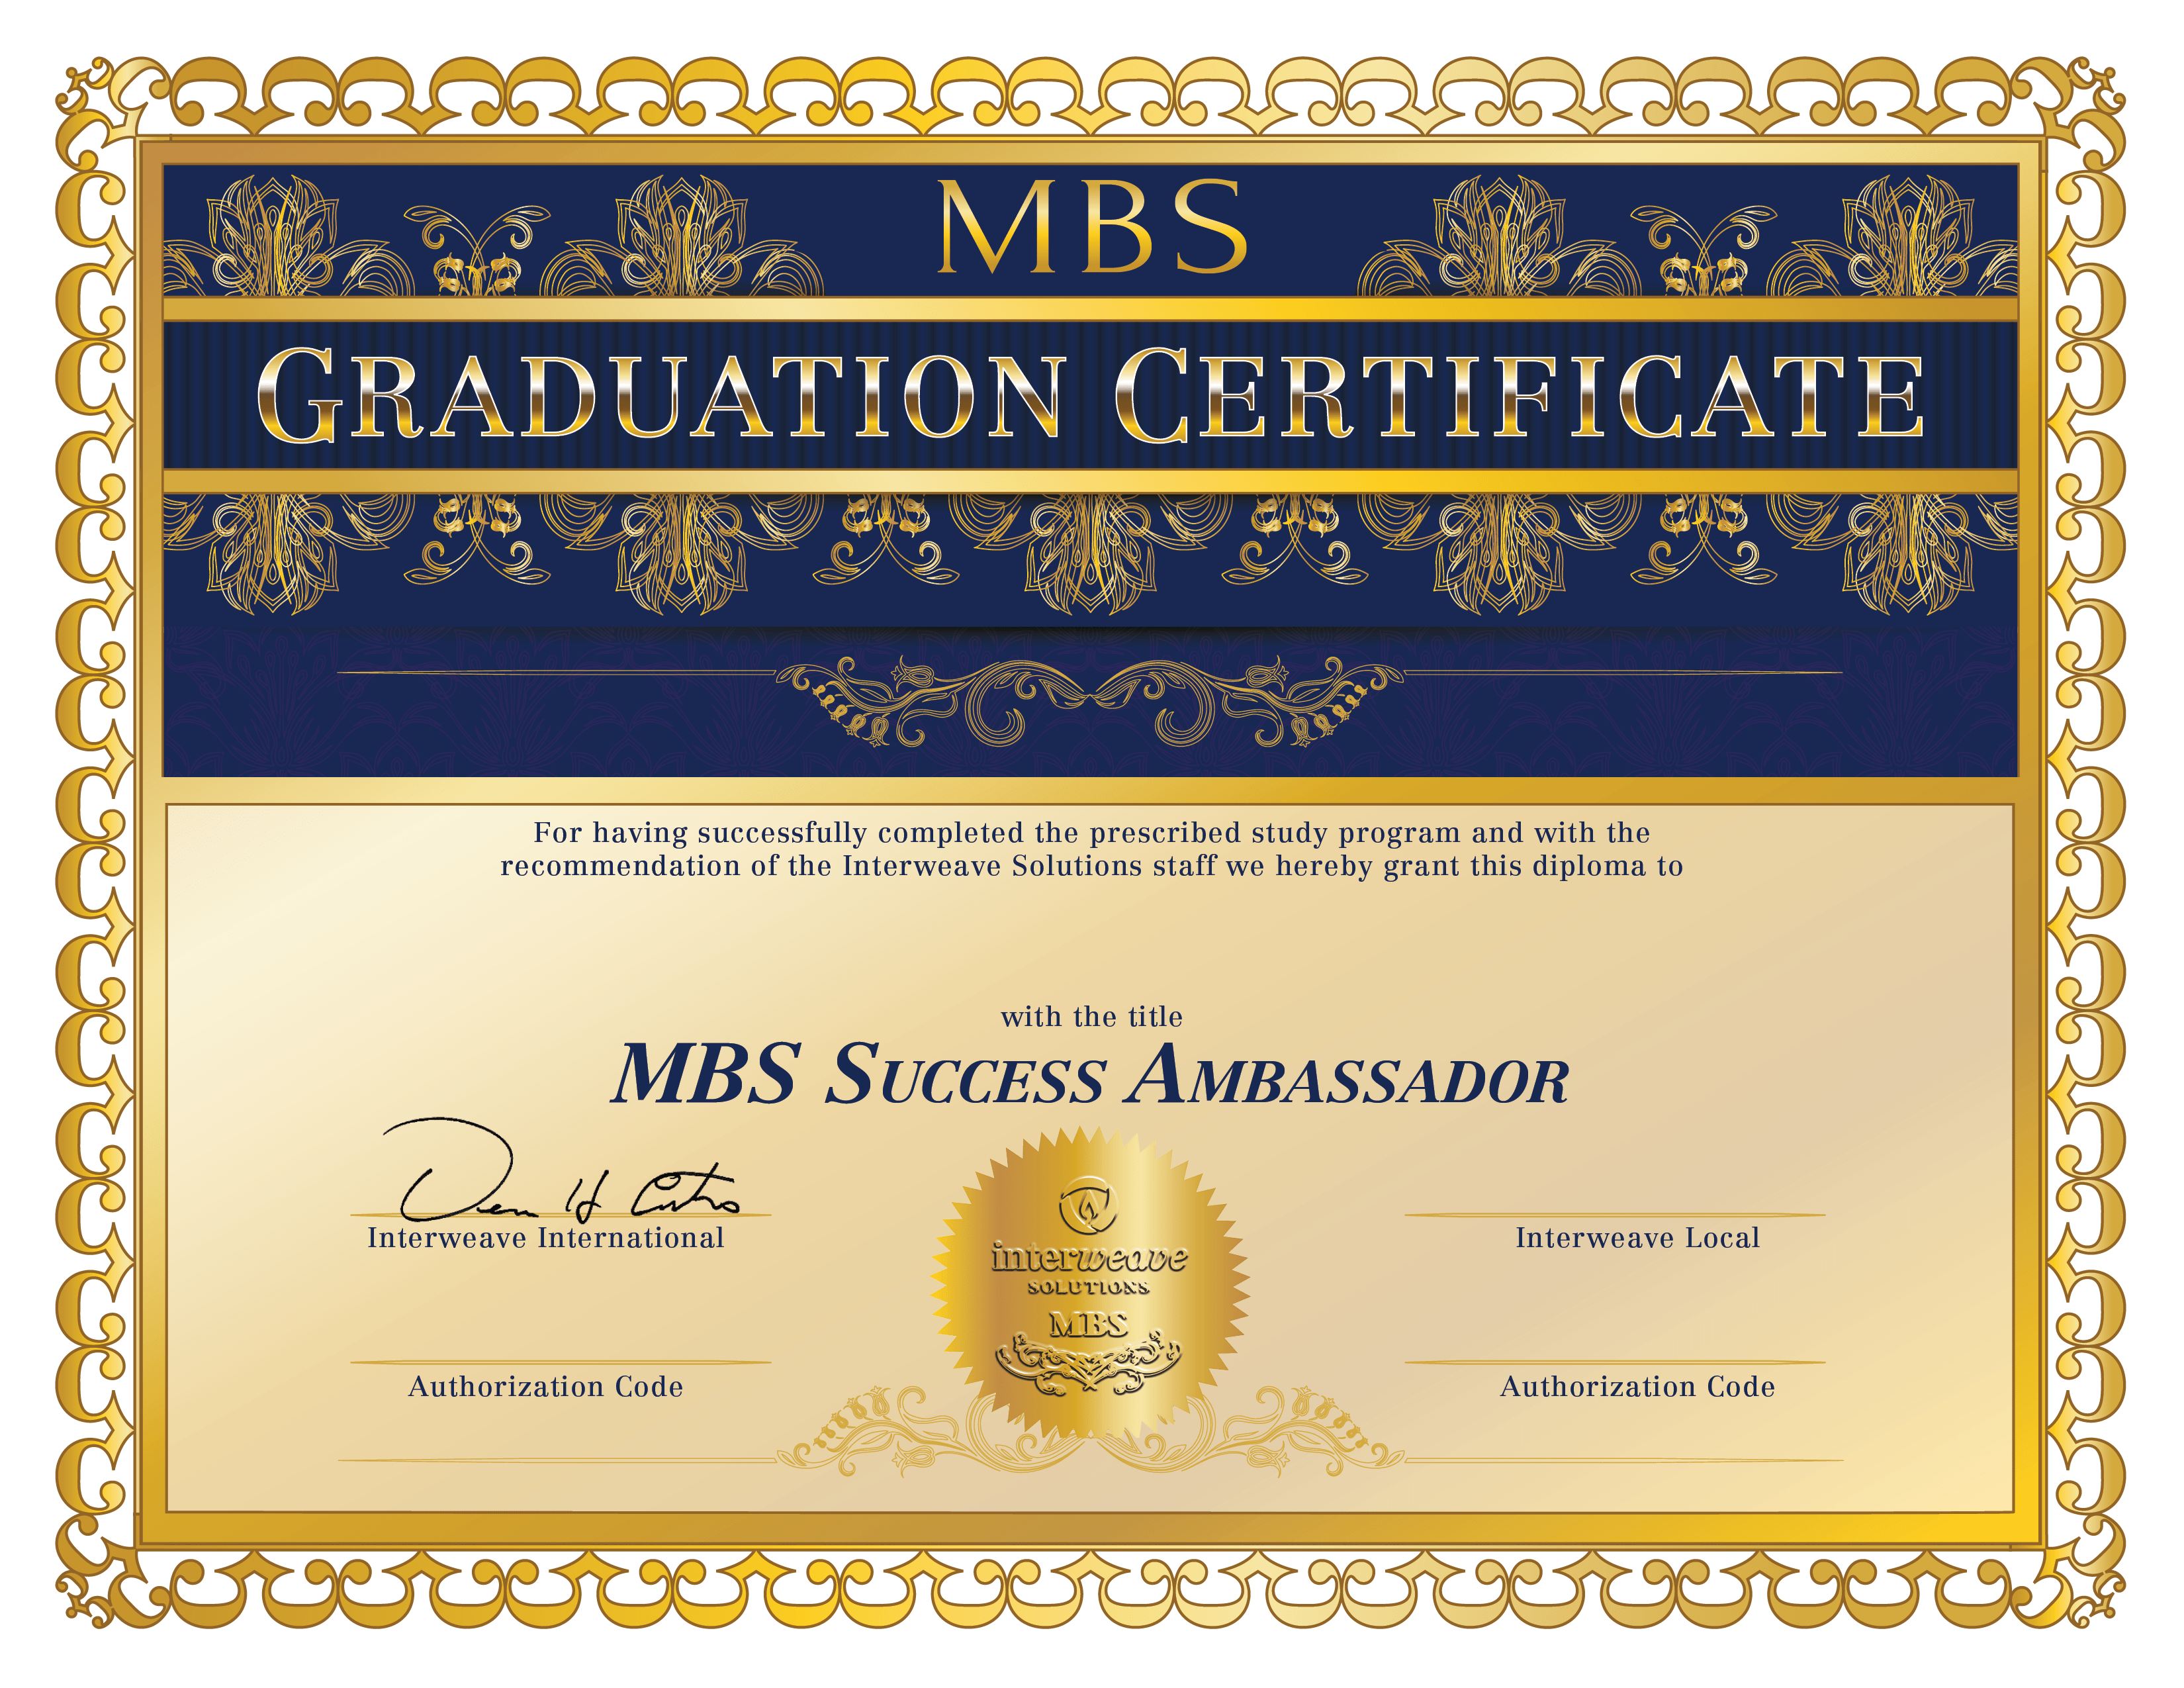 MBS
GRADUATION CERTIFICATE
For having successfully completed the prescribed study program and with the
recommendation of the Interweave Solutions staff we hereby grant this diploma to
with the title
MBS SUCCESS AMBASSADOR
Interweave International
Interweave Local
interweave
SOLUTIONS
MBS
Authorization Code
Authorization Code